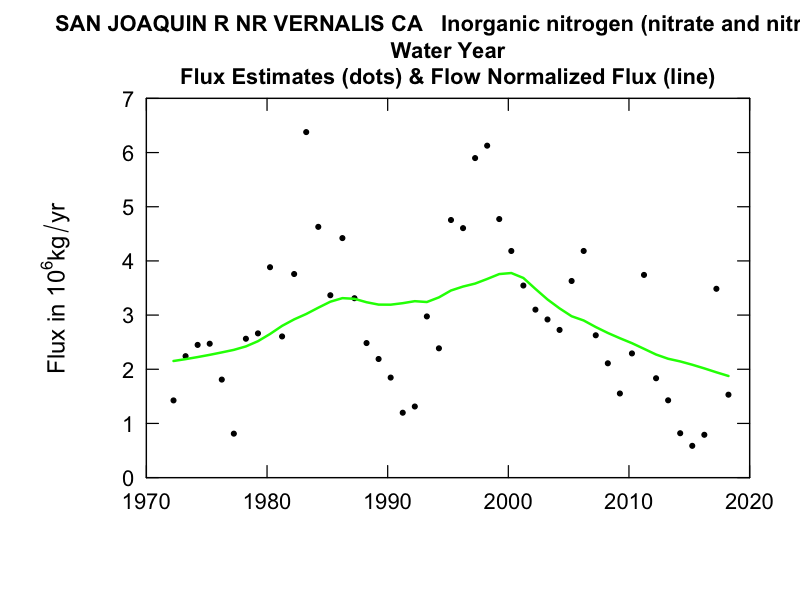 SAN JOAQUIN R NR VERNALIS CA Inorganic nitrogen (nitrate and nitr
Water Year
Flux Estimates (dots) & Flow Normalized Flux (line)
Flux in 10⁶kg/yr
7
6
5
4
3
2
1
0
1970 1980 1990 2000 2010 2020